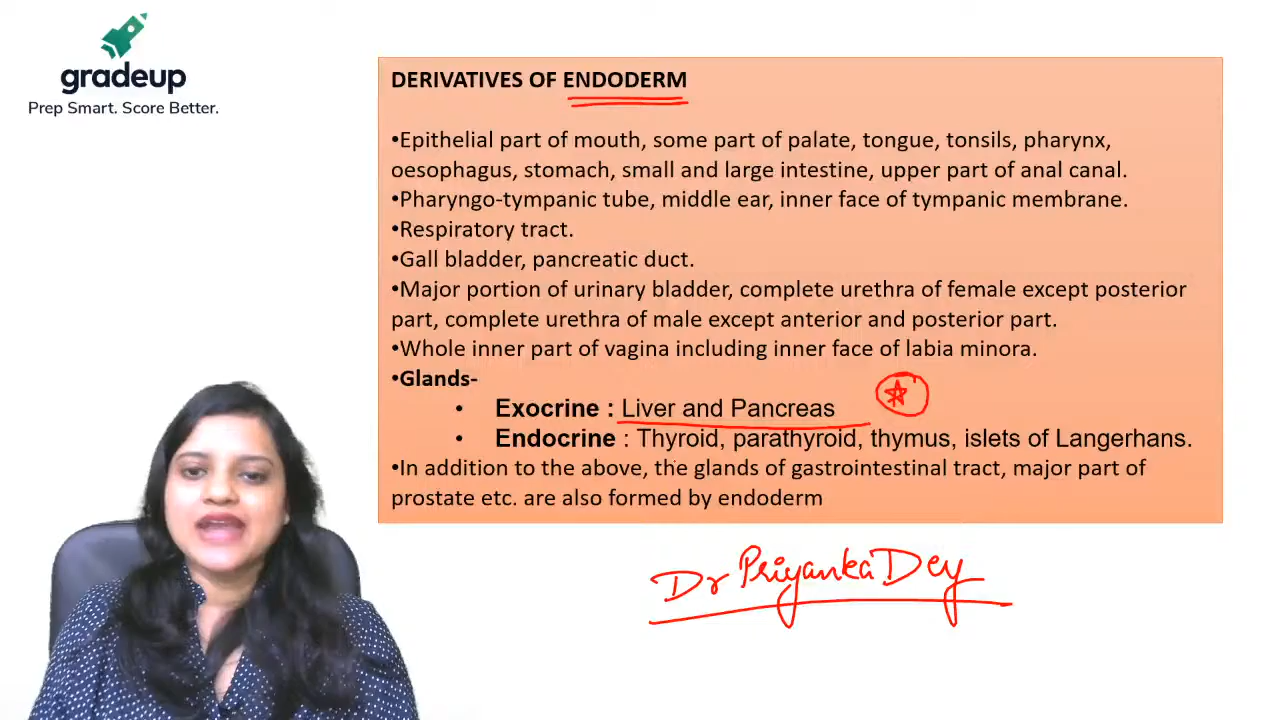 gradeup
Prep Smart. Score Better.
DERIVATIVES OF ENDODERM
•Epithelial part of mouth, some part of palate, tongue, tonsils, pharynx,
oesophagus, stomach, small and large intestine, upper part of anal canal.
•Pharyngo-tympanic tube, middle ear, inner face of tympanic membrane.
•Respiratory tract.
•Gall bladder, pancreatic duct.
•Major portion of urinary bladder, complete urethra of female except posterior
part, complete urethra of male except anterior and posterior part.
•Whole inner part of vagina including inner face of labia minora.
•Glands-
• Exocrine : Liver and Pancreas
• Endocrine : Thyroid, parathyroid, thymus, islets of Langerhans.
•In addition to the above, the glands of gastrointestinal tract, major part of
prostate etc. are also formed by endoderm
Dr Priyanka Dey